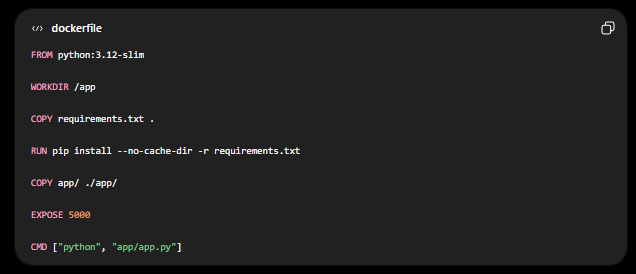 dockerfile
FROM python:3.12-slim
WORKDIR /app
COPY requirements.txt .
RUN pip install --no-cache-dir -r requirements.txt
COPY app/ ./app/
EXPOSE 5000
CMD ["python", "app/app.py"]